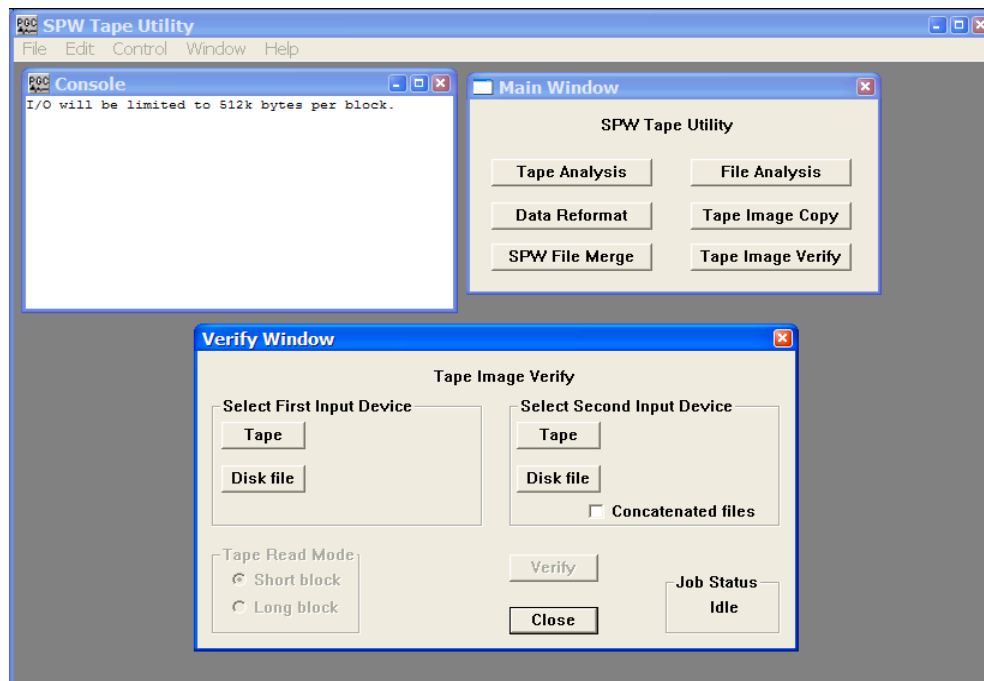 PGC SPW Tape Utility
File Edit Control Window Help
PGC Console
I/O will be limited to 512k bytes per block.
Main Window
SPW Tape Utility
Tape Analysis File Analysis
Data Reformat Tape Image Copy
SPW File Merge Tape Image Verify
Verify Window
Tape Image Verify
Select First Input Device
Tape
Disk file
Select Second Input Device
Tape
Disk file
Concatenated files
Tape Read Mode
Short block
Long block
Verify
Close
Job Status
Idle